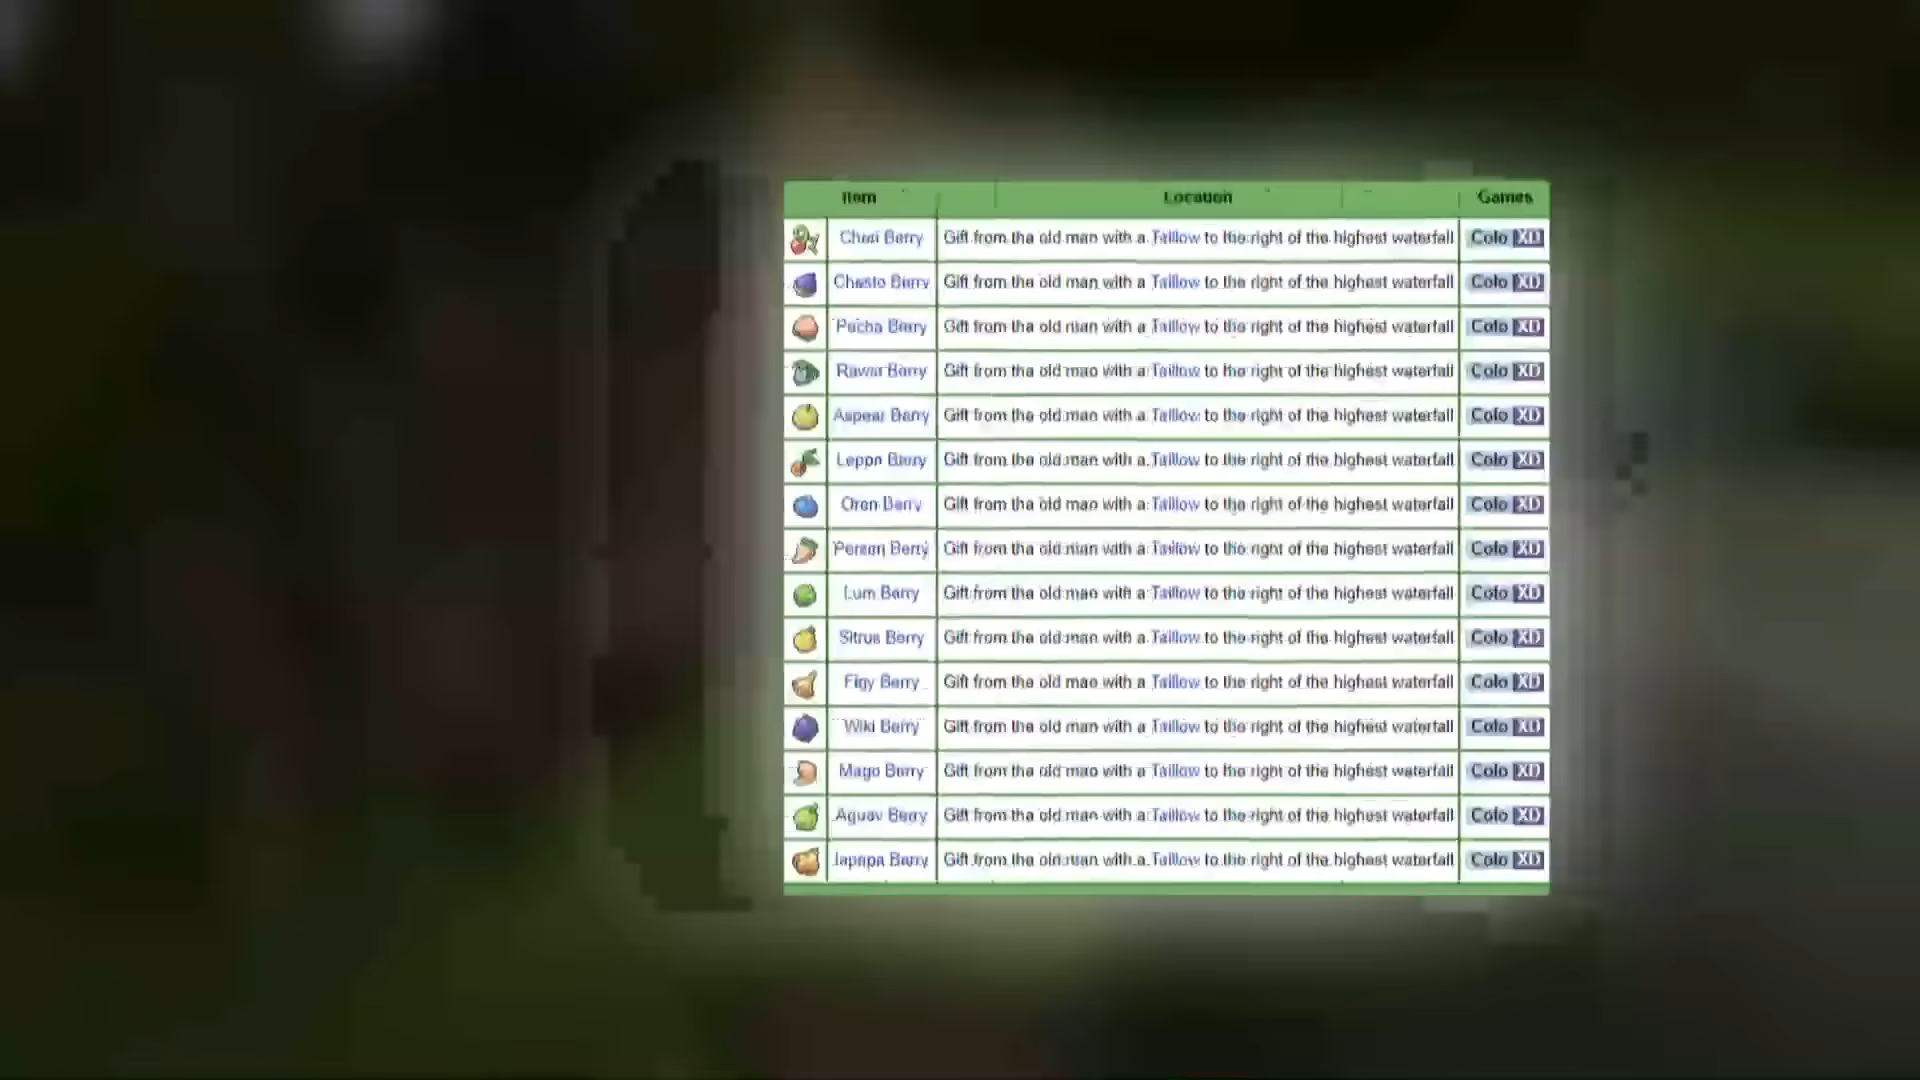 Item Location Games
Cheri Berry Gift from the old man with a Taillow to the right of the highest waterfall Colo XD
Chesto Berry Gift from the old man with a Taillow to the right of the highest waterfall Colo XD
Pecha Berry Gift from the old man with a Taillow to the right of the highest waterfall Colo XD
Rawst Berry Gift from the old man with a Taillow to the right of the highest waterfall Colo XD
Aspear Berry Gift from the old man with a Taillow to the right of the highest waterfall Colo XD
Leppa Berry Gift from the old man with a Taillow to the right of the highest waterfall Colo XD
Oran Berry Gift from the old man with a Taillow to the right of the highest waterfall Colo XD
Persim Berry Gift from the old man with a Taillow to the right of the highest waterfall Colo XD
Lum Berry Gift from the old man with a Taillow to the right of the highest waterfall Colo XD
Sitrus Berry Gift from the old man with a Taillow to the right of the highest waterfall Colo XD
Figy Berry Gift from the old man with a Taillow to the right of the highest waterfall Colo XD
Wiki Berry Gift from the old man with a Taillow to the right of the highest waterfall Colo XD
Mago Berry Gift from the old man with a Taillow to the right of the highest waterfall Colo XD
Aguav Berry Gift from the old man with a Taillow to the right of the highest waterfall Colo XD
Iapapa Berry Gift from the old man with a Taillow to the right of the highest waterfall Colo XD